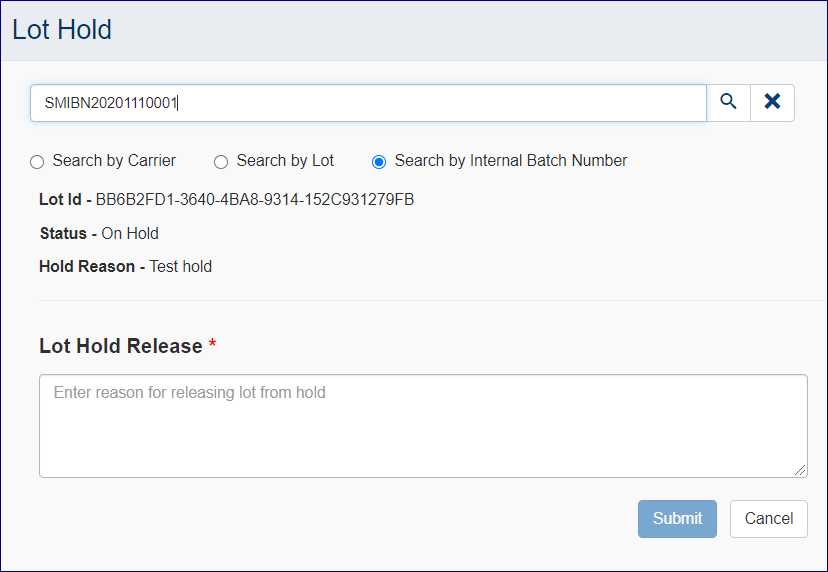 Lot Hold
SMIBN20201110001
Search by Carrier Search by Lot Search by Internal Batch Number
Lot Id - BB6B2FD1-3640-4BA8-9314-152C931279FB
Status - On Hold
Hold Reason - Test hold
Lot Hold Release *
Enter reason for releasing lot from hold
Submit Cancel